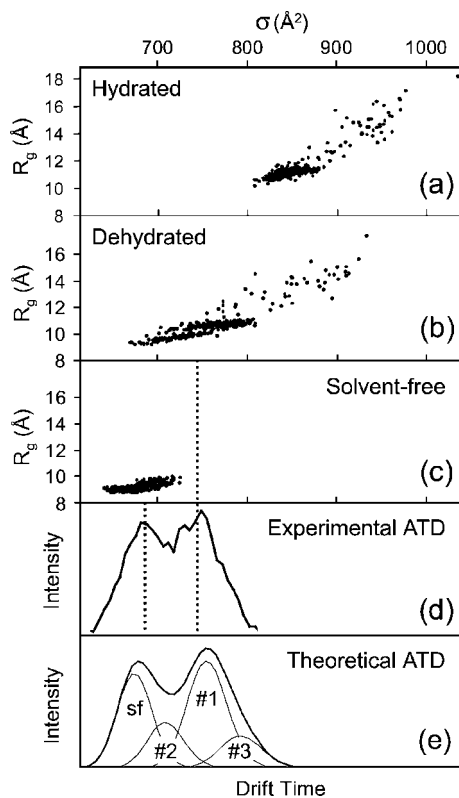 σ (Å²)
700 800 900 1000
18
16
14
12
10
8
R_g (Å)
Hydrated
(a)
16
14
12
10
8
R_g (Å)
Dehydrated
(b)
16
14
12
10
8
R_g (Å)
Solvent-free
(c)
Intensity
Experimental ATD
(d)
Intensity
Theoretical ATD
sf
#1
#2
#3
(e)
Drift Time